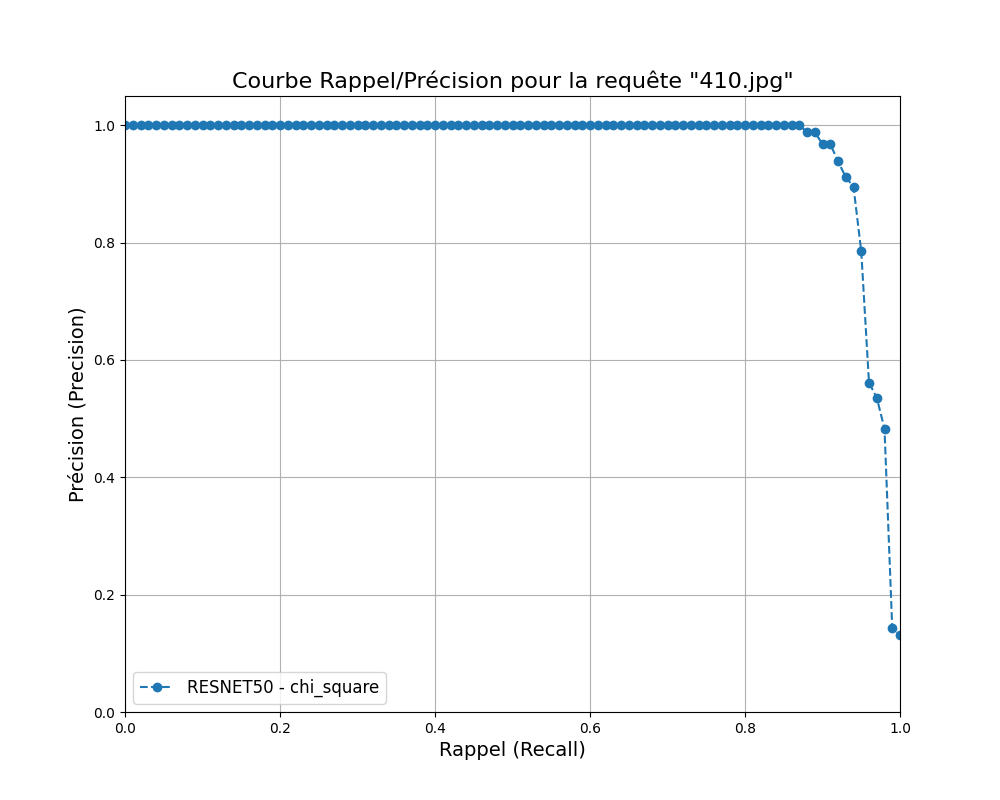 Courbe Rappel/Précision pour la requête "410.jpg"
1.0
0.8
0.6
0.4
0.2
0.0
Précision (Precision)
RESNET50 - chi_square
0.0 0.2 0.4 0.6 0.8 1.0
Rappel (Recall)